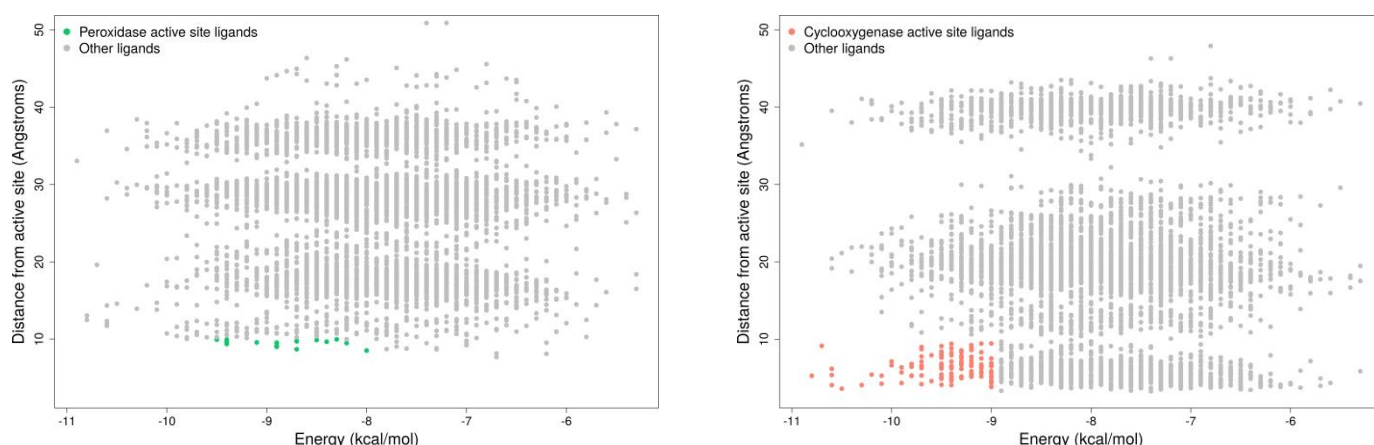 Peroxidase active site ligands
Other ligands
Distance from active site (Angstroms)
50
40
30
20
10
-11 -10 -9 -8 -7 -6
Energy (kcal/mol)
Cyclooxygenase active site ligands
Other ligands
Distance from active site (Angstroms)
50
40
30
20
10
-11 -10 -9 -8 -7 -6
Energy (kcal/mol)